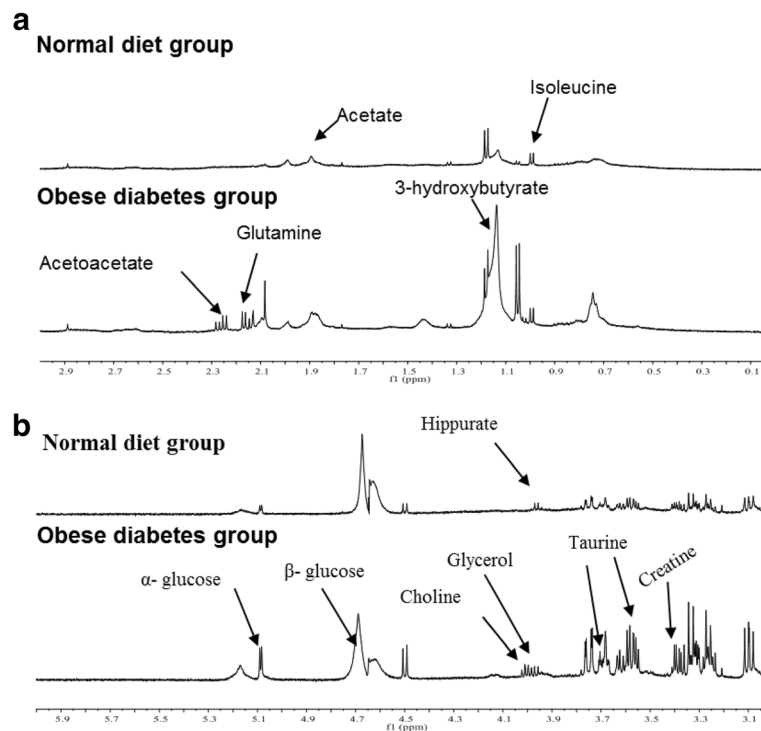 a
Normal diet group
Isoleucine
Acetate
Obese diabetes group
3-hydroxybutyrate
Glutamine
Acetoacetate
2.9 2.7 2.5 2.3 2.1 1.9 1.7 1.5 1.3 1.1 0.9 0.7 0.5 0.3 0.1
f1 (ppm)
b
Normal diet group
Hippurate
Obese diabetes group
Taurine
Glycerol
α- glucose
β- glucose
Choline
Creatine
5.9 5.7 5.5 5.3 5.1 4.9 4.7 4.5 4.3 4.1 3.9 3.7 3.5 3.3 3.1
f1 (ppm)